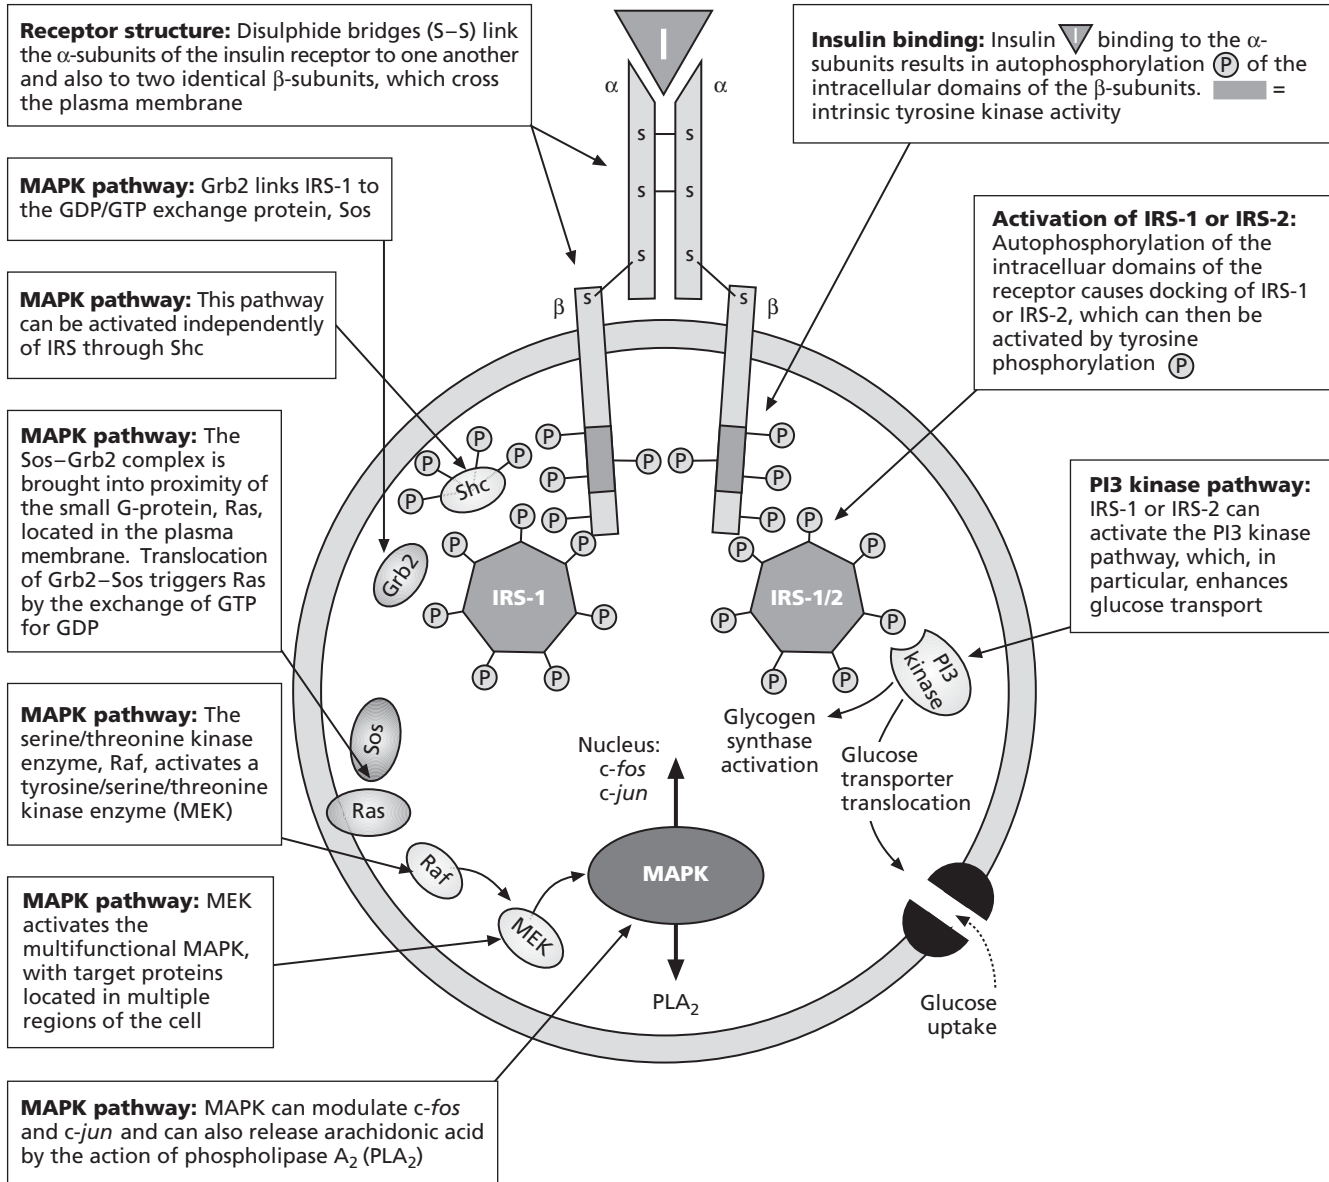 Receptor structure: Disulphide bridges (S–S) link
the α-subunits of the insulin receptor to one another
and also to two identical β-subunits, which cross
the plasma membrane
I
Insulin binding: Insulin I binding to the α-
subunits results in autophosphorylation P of the
intracellular domains of the β-subunits. =
intrinsic tyrosine kinase activity
α
α
S
S
S
S
S
S
β
S
S
β
MAPK pathway: Grb2 links IRS-1 to
the GDP/GTP exchange protein, Sos
MAPK pathway: This pathway
can be activated independently
of IRS through Shc
Activation of IRS-1 or IRS-2:
Autophosphorylation of the
intracelluar domains of the
receptor causes docking of IRS-1
or IRS-2, which can then be
activated by tyrosine
phosphorylation P
MAPK pathway: The
Sos–Grb2 complex is
brought into proximity of
the small G-protein, Ras,
located in the plasma
membrane. Translocation
of Grb2–Sos triggers Ras
by the exchange of GTP
for GDP
PI3 kinase pathway:
IRS-1 or IRS-2 can
activate the PI3 kinase
pathway, which, in
particular, enhances
glucose transport
P
P
P
P
Shc
P
P
P
P
P
P
P
P
Grb2
P
P
P
P
P
P
P
IRS-1
P
P
P
P
P
P
P
IRS-1/2
PI3
kinase
MAPK pathway: The
serine/threonine kinase
enzyme, Raf, activates a
tyrosine/serine/threonine
kinase enzyme (MEK)
Sos
Ras
Raf
MEK
Nucleus:
c-fos
c-jun
MAPK
PLA₂
Glycogen
synthase
activation
Glucose
transporter
translocation
Glucose
uptake
MAPK pathway: MEK
activates the
multifunctional MAPK,
with target proteins
located in multiple
regions of the cell
MAPK pathway: MAPK can modulate c-fos
and c-jun and can also release arachidonic acid
by the action of phospholipase A₂ (PLA₂)